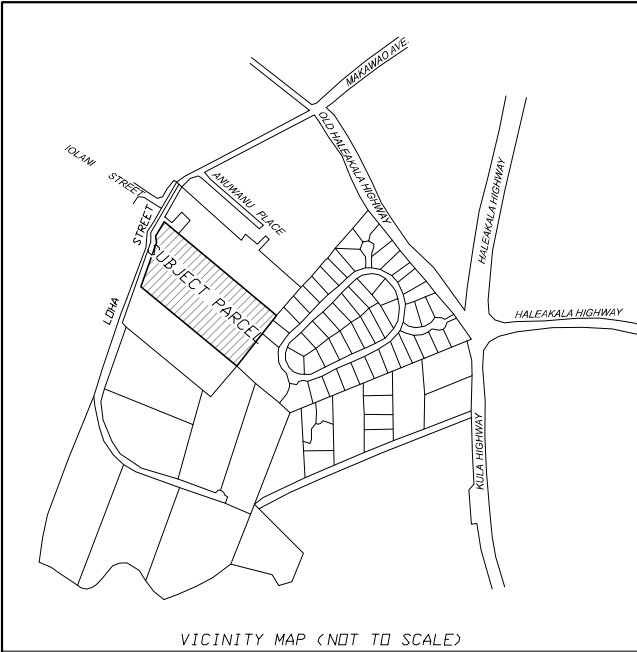 MAKAWAO AVE.
OLD HALEAKALA HIGHWAY
IOLANI STREET
ANUWANU PLACE
HALEAKALA HIGHWAY
LOHA STREET
SUBJECT PARCEL
HALEAKALA HIGHWAY
KULA HIGHWAY
VICINITY MAP (NOT TO SCALE)